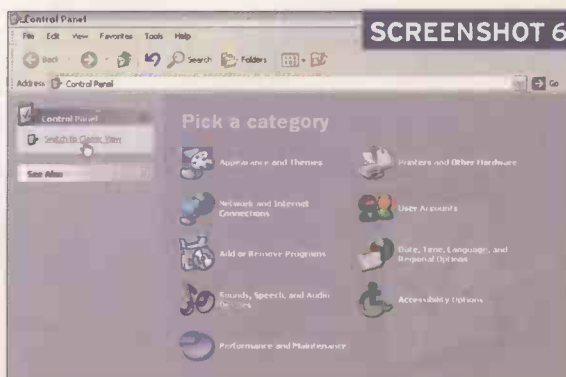 Control Panel
SCREENSHOT 6
File Edit View Favorites Tools Help
Back Search Folders
Address Control Panel Go
Control Panel
Switch to Classic View
See Also
Pick a category
Appearance and Themes
Printers and Other Hardware
Network and Internet
Connections
User Accounts
Add or Remove Programs
Date, Time, Language, and
Regional Options
Sounds, Speech, and Audio
Devices
Accessibility Options
Performance and Maintenance